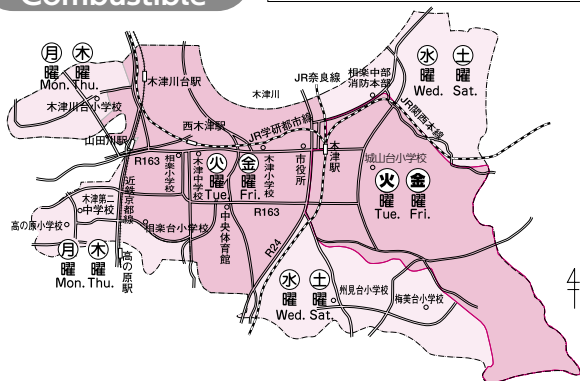 Combustible
月曜 木曜
Mon. Thu.
木津川台小学校
木津川台駅
木津川
JR奈良線
相楽中部
消防本部
水曜 土曜
Wed. Sat.
JR関西本線
西木津駅
JR学研都市線
山田川駅
R163
相楽小学校
木津中学校
火曜 金曜
Tue. Fri.
木津小学校
市役所
木津駅
城山台小学校
火曜 金曜
Tue. Fri.
近鉄京都線
木津第二
中学校
高の原小学校
相楽台小学校
中央体育館
R163
R24
月曜 木曜
Mon. Thu.
高の原駅
水曜 土曜
Wed. Sat.
州見台小学校
梅美台小学校